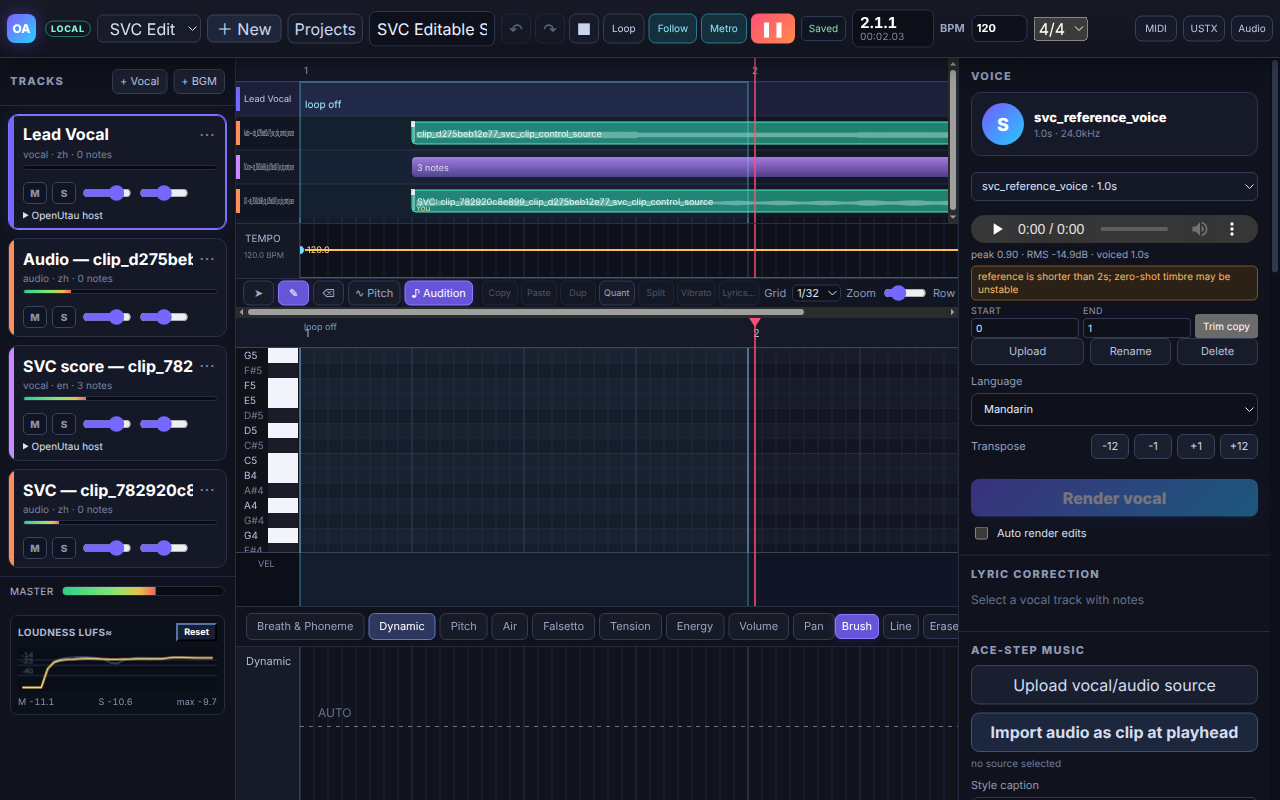 OA LOCAL SVC Edit + New Projects SVC Editable S Loop Follow Metro Saved 2.1.1 00:02.03 BPM 120 4/4 MIDI USTX Audio
TRACKS + Vocal + BGM
Lead Vocal ...
vocal · zh · 0 notes
M S
OpenUtau host
Audio — clip_d275beb ...
audio · zh · 0 notes
M S
SVC score — clip_782 ...
vocal · en · 3 notes
M S
OpenUtau host
SVC — clip_782920c8 ...
audio · zh · 0 notes
M S
MASTER
LOUDNESS LUFS≈ Reset
-14
-23
-40
M -11.1 S -10.6 max -9.7
1 2
Lead Vocal
loop off
clip_d275beb12e77_svc_clip_control_source
3 notes
SVC: clip_782920c8e899_clip_d275beb12e77_svc_clip_control_source
You
TEMPO
120.0 BPM
120.0
Pitch Audition Copy Paste Dup Quant Split Vibrato Lyrics... Grid 1/32 Zoom Row
loop off
1 2
G5
F#5
F5
E5
D#5
D5
C#5
C5
B4
A#4
A4
G#4
G4
F#4
VEL
Breath & Phoneme Dynamic Pitch Air Falsetto Tension Energy Volume Pan Brush Line Erase
Dynamic
AUTO
VOICE
S
svc_reference_voice
1.0s · 24.0kHz
svc_reference_voice · 1.0s
0:00 / 0:00
peak 0.90 · RMS -14.9dB · voiced 1.0s
reference is shorter than 2s; zero-shot timbre may be
unstable
START END
0 1 Trim copy
Upload Rename Delete
Language
Mandarin
Transpose -12 -1 +1 +12
Render vocal
Auto render edits
LYRIC CORRECTION
Select a vocal track with notes
ACE-STEP MUSIC
Upload vocal/audio source
Import audio as clip at playhead
no source selected
Style caption